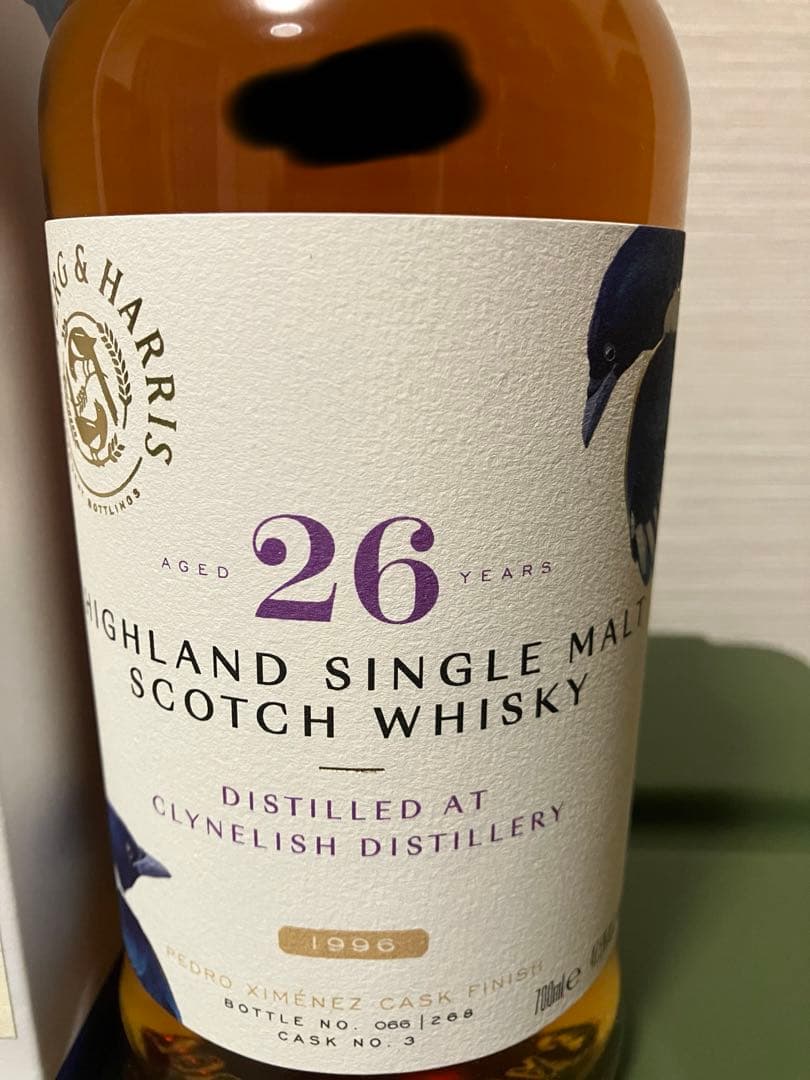 & HARRIS
BOTTLINGS
AGED 26 YEARS
HIGHLAND SINGLE MALT
SCOTCH WHISKY
DISTILLED AT
CLYNELISH DISTILLERY
1996
PEDRO XIMÉNEZ CASK FINISH
BOTTLE NO. 066|268
700ml e
CASK NO. 3